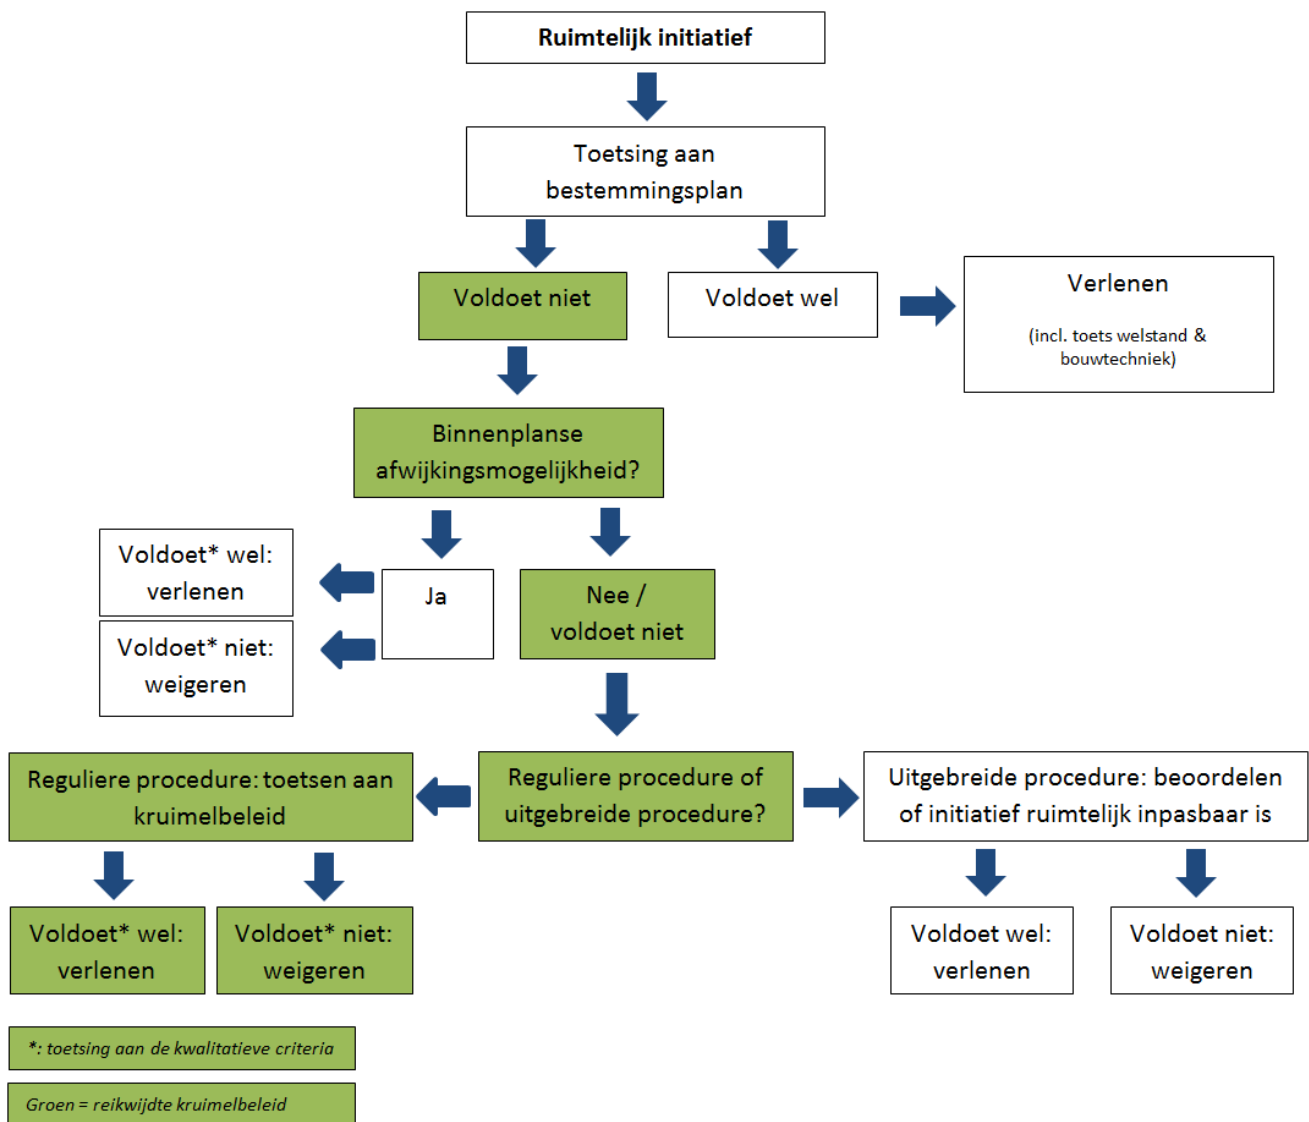 Ruimtelijk initiatief
Toetsing aan
bestemmingsplan
Voldoet niet
Voldoet wel
Verlenen
(incl. toets welstand &
bouwtechniek)
Binnenplanse
afwijkingsmogelijkheid?
Voldoet* wel:
verlenen
Voldoet* niet:
weigeren
Ja
Nee /
voldoet niet
Reguliere procedure: toetsen aan
kruimelbeleid
Reguliere procedure of
uitgebreide procedure?
Uitgebreide procedure: beoordelen
of initiatief ruimtelijk inpasbaar is
Voldoet* wel:
verlenen
Voldoet* niet:
weigeren
Voldoet wel:
verlenen
Voldoet niet:
weigeren
*: toetsing aan de kwalitatieve criteria
Groen = reikwijdte kruimelbeleid